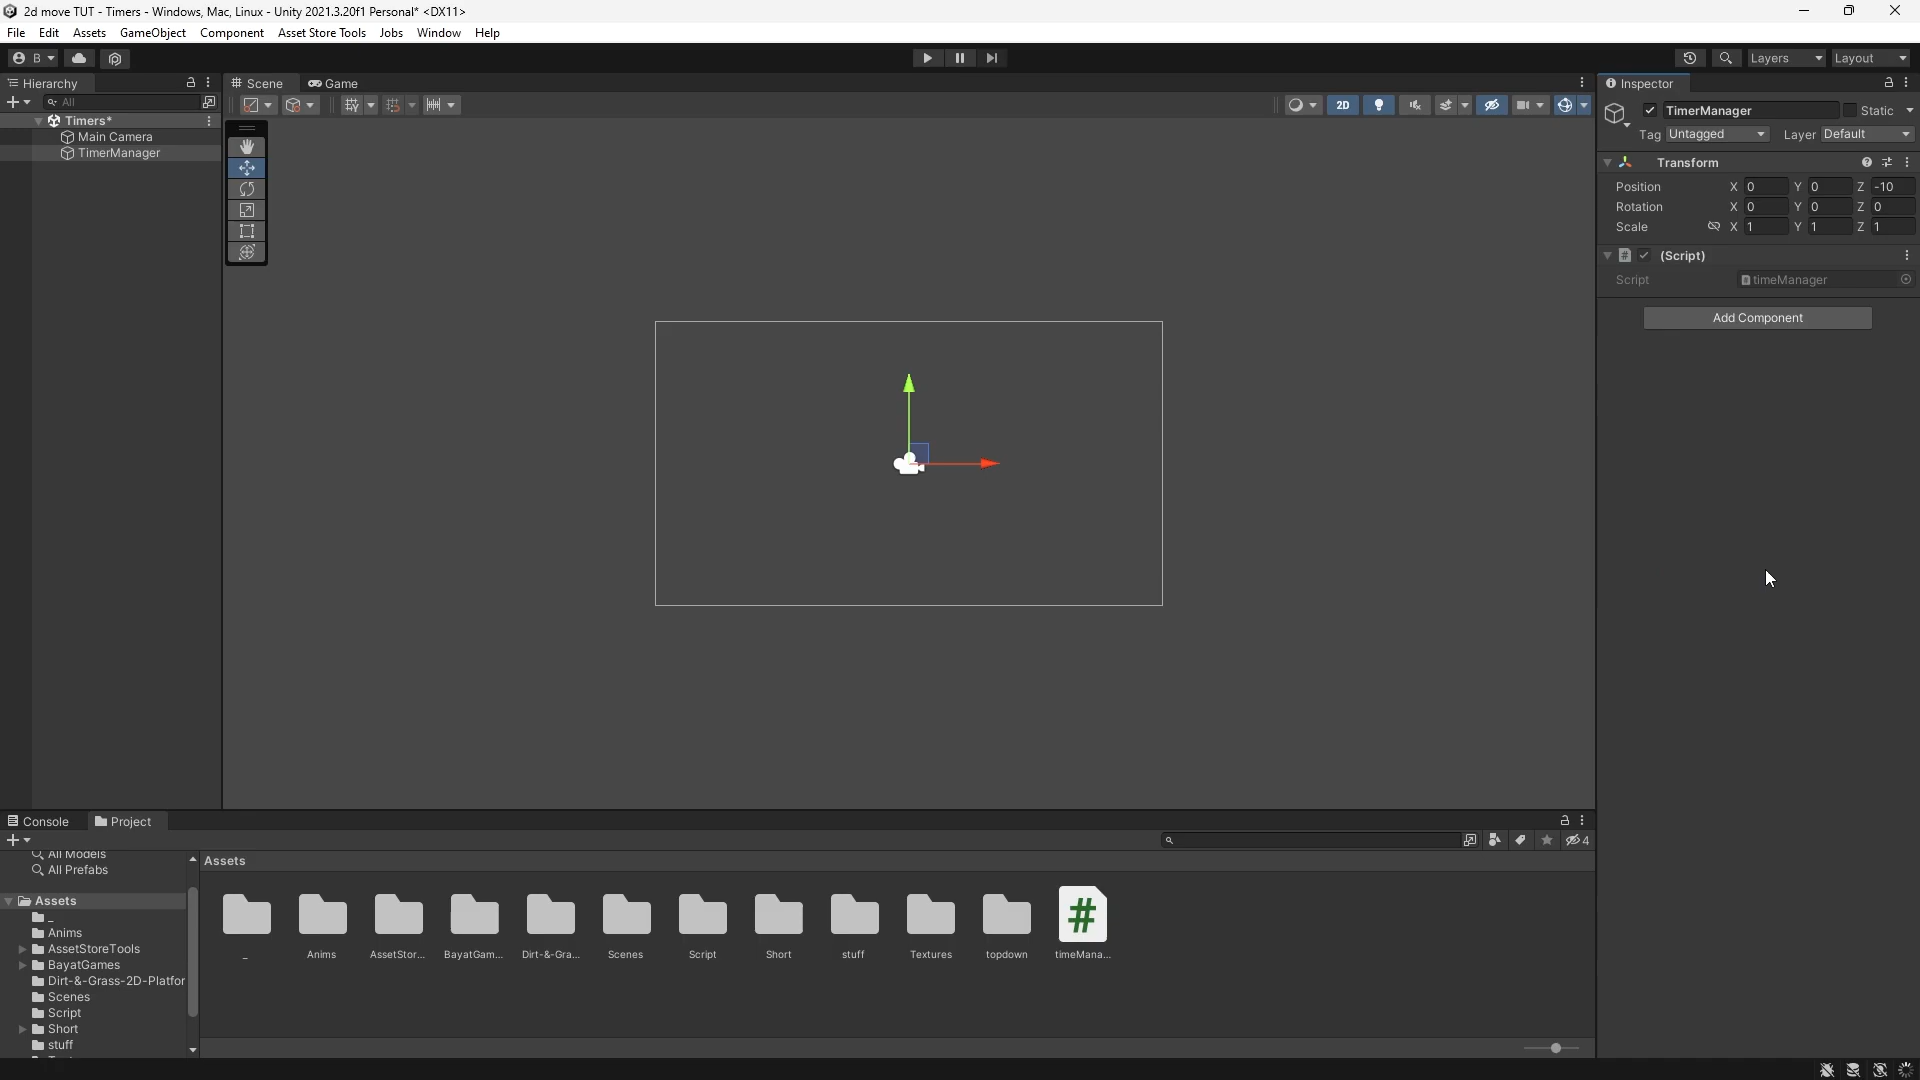 2d move TUT - Timers - Windows, Mac, Linux - Unity 2021.3.20f1 Personal* <DX11>
File Edit Assets GameObject Component Asset Store Tools Jobs Window Help
B Layers Layout
Hierarchy
All
Timers*
Main Camera
TimerManager
Scene Game
2D
Inspector
TimerManager Static
Tag Untagged Layer Default
Transform
Position X 0 Y 0 Z -10
Rotation X 0 Y 0 Z 0
Scale X 1 Y 1 Z 1
# (Script)
Script timeManager
Add Component
Console Project
4
All Models
All Prefabs
Assets
_
Anims
AssetStoreTools
BayatGames
Dirt-&-Grass-2D-Platfor
Scenes
Script
Short
stuff
Assets
#
_ Anims AssetStor... BayatGam... Dirt-&-Gra... Scenes Script Short stuff Textures topdown timeMana...